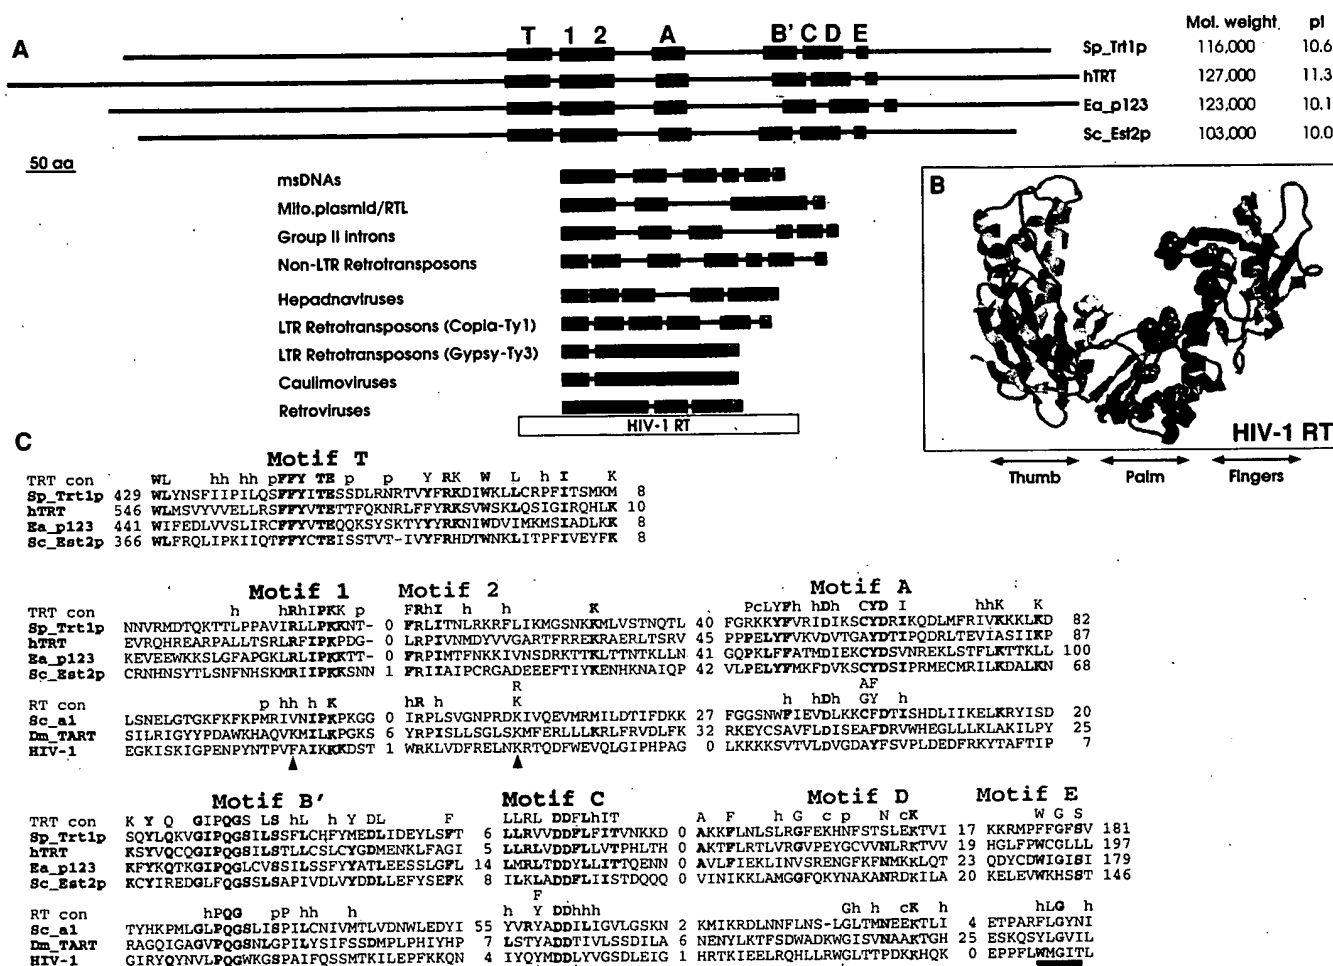 A
T 1 2 A B' C D E
Mol. weight pI
Sp_Trt1p 116,000 10.6
hTRT 127,000 11.3
Ea_p123 123,000 10.1
Sc_Est2p 103,000 10.0
50 aa
msDNAs
Mito.plasmid/RTL
Group II introns
Non-LTR Retrotransposons
Hepadnaviruses
LTR Retrotransposons (Copia-Ty1)
LTR Retrotransposons (Gypsy-Ty3)
Caulimoviruses
Retroviruses
HIV-1 RT
B
HIV-1 RT
Thumb Palm Fingers
C
Motif T
TRT con WL hh hh pFFY TE p p Y RK W L h I K
Sp_Trt1p 429 WLYNSFIIPILQSFFYITESSDLRNRTVYFRKDIWKLLCRPFITSMKM 8
hTRT 546 WLMSVYVVELLRSFFYVTETTFQKNRLFFYRKSVWSKLQSIGIRQHLK 10
Ea_p123 441 WIFEDLVVSLIRCFFYVTEQQKSYSKTYYYRKNIWDVIMKMSIADLKK 8
Sc_Est2p 366 WLFRQLIPKIIQTFFYCTEISSTVT-IVYFRHDTWNKLITPFIVEYFK 8
Motif 1 Motif 2 Motif A
TRT con h hRhIPKK p FRhI h h K PcLYFh hDh CYD I hhK K
Sp_Trt1p NNVRMDTQKTTLPPAVIRLLPKKNT- 0 FRLITNLRKRFLIKMGSNKKMLVSTNQTL 40 FGRKKYFVRIDIKSCYDRIKQDLMFRIVKKKLKD 82
hTRT EVRQHREARPALLTSRLRFIPKPDG- 0 LRPIVNMDYVVGARTFRREKRAERLTSRV 45 PPPELYFVKVDVTGAYDTIPQDRLTEVIASIIKP 87
Ea_p123 KEVEEWKKSLGFAPGKLRLIPKKTT- 0 FRPIMTFNKKIVNSDRKTTKLTTNTKLLN 41 GQPKLFFATMDIEKCYDSVNREKLSTFLKTTKLL 100
Sc_Est2p CRNHNSYTLSNFNHSKMRIIPKKSNN 1 FRIIAIPCRGADEEEFTIYKENHKNAIQP 42 VLPELYFMKFDVKSCYDSIPRMECMRILKDALKN 68
R AF
RT con p hh h K hR h K h hDh GY h
Sc_a1 LSNELGTGKFKFKPMRIVNIPKPKGG 0 IRPLSVGNPRDKIVQEVMRMILDTIFDKK 27 FGGSNWFIEVDLKKCFDTISHDLIIKELKRYISD 20
Dm_TART SILRIGYYPDAWKHAQVKMILKPGKS 6 YRPISLLSGLSKMFERLLLKRLFRVDLFK 32 RKEYCSAVFLDISEAFDRVWHEGLLLKLAKILPY 25
HIV-1 EGKISKIGPENPYNTPVFAIKKKDST 1 WRKLVDFRELNKRTQDFWEVQLGIPHPAG 0 LKKKKSVTVLDVGDAYFSVPLDEDFRKYTAFTIP 7
Motif B' Motif C Motif D Motif E
TRT con K Y Q GIPQGS LS hL h Y DL F LLRL DDFLhIT A F h G c p N cK W G S
Sp_Trt1p SQYLQKVGIPQGSILSSFLCHFYMEDLIDEYLSFT 6 LLRVVDDFLFITVNKKD 0 AKKFLNLSLRGFEKHNFSTSLEKTVI 17 KKRMPFFGFSV 181
hTRT KSYVQCQGIPQGSILSTLLCSLCYGDMENKLFAGI 5 LLRLVDDFLLVTPHLTH 0 AKTFLRTLVRGVPEYGCVVNLRKTVV 19 HGLFPWCGLLL 197
Ea_p123 KFYKQTKGIPQGLCVSSILSSFYYATLEESSLGFL 14 LMRLTDDYLLITTQENN 0 AVLFIEKLINVSRENGFKFNMKKLQT 23 QDYCDWIGISI 179
Sc_Est2p KCYIREDGLFQGSSLSAPIVDLVYDDLLEFYSEFK 8 ILKLADDFLIISTDQQQ 0 VINIKKLAMGGFQKYNAKANRDKILA 20 KELEVWKHSST 146
F
RT con hPQG pP hh h h Y DDhhh Gh h cK h hLG h
Sc_a1 TYHKPMLGLPQGSLISPILCNIVMTLVDNWLEDYI 55 YVRYADDILIGVLGSKN 2 KMIKRDLNNFLNS-LGLTMNEEKTLI 4 ETPARFLGYNI
Dm_TART RAGQIGAGVPQGSNLGPILYSIFSSDMPLPHIYHP 7 LSTYADDTIVLSSDILA 6 NENYLKTFSDWADKWGISVNAAKTGH 25 ESKQSYLGVIL
HIV-1 GIRYQYNVLPQGWKGSPAIFQSSMTKILEPFKKQN 4 IYQYMDDLYVGSDLEIG 1 HRTKIEELRQHLLRWGLTTPDKKHQK 0 EPPFLWMGITL